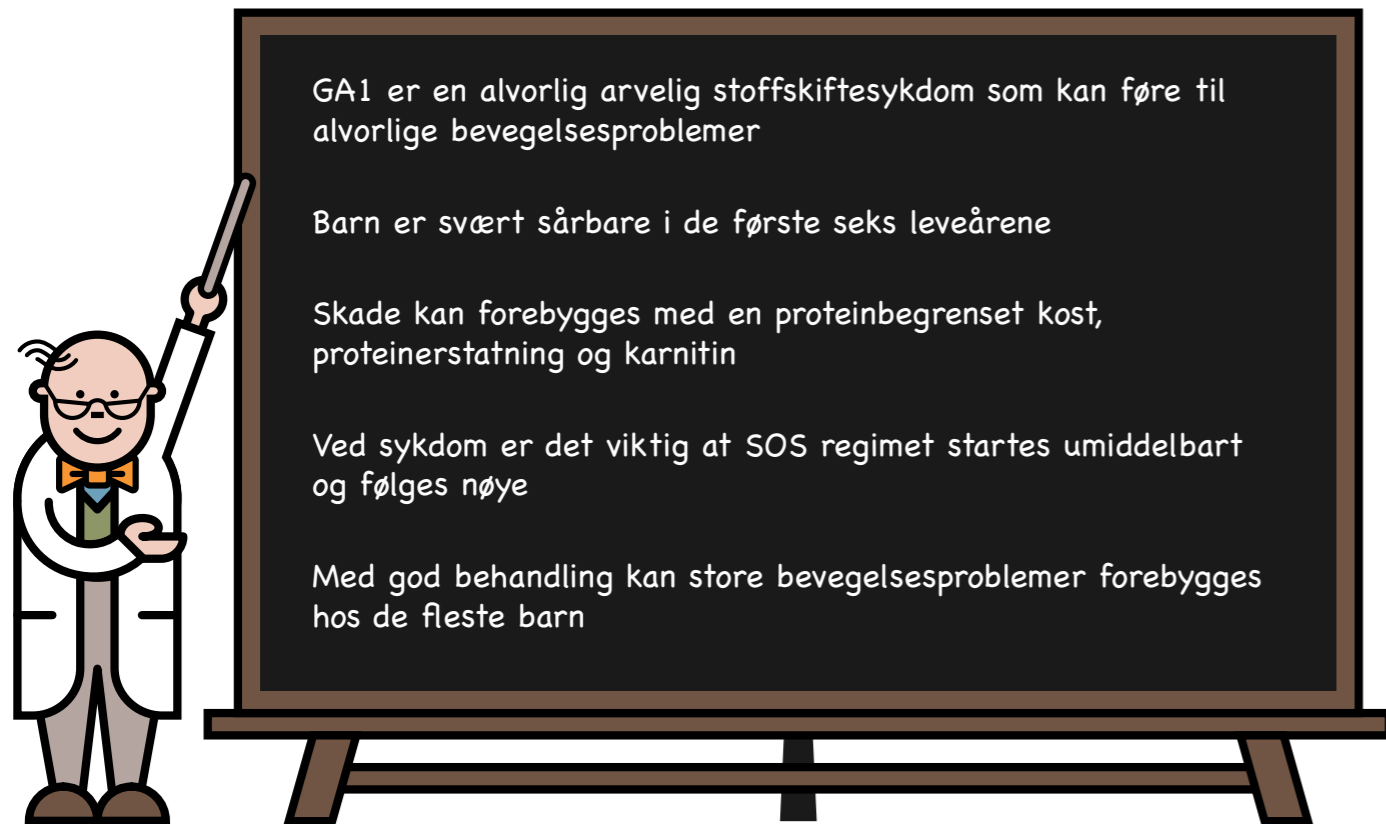 GA1 er en alvorlig arvelig stoffskiftesykdom som kan føre til
alvorlige bevegelsesproblemer
Barn er svært sårbare i de første seks leveårene
Skade kan forebygges med en proteinbegrenset kost,
proteinerstatning og karnitin
Ved sykdom er det viktig at SOS regimet startes umiddelbart
og følges nøye
Med god behandling kan store bevegelsesproblemer forebygges
hos de fleste barn